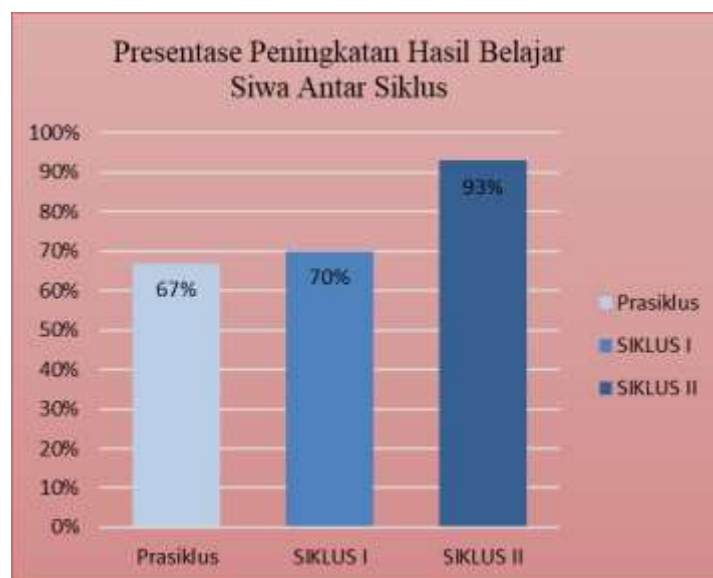 Presentase Peningkatan Hasil Belajar
Siwa Antar Siklus
100%
90%
80%
70%
60%
50%
40%
30%
20%
10%
0%
67%
70%
93%
Prasiklus
SIKLUS I
SIKLUS II
Prasiklus
SIKLUS I
SIKLUS II